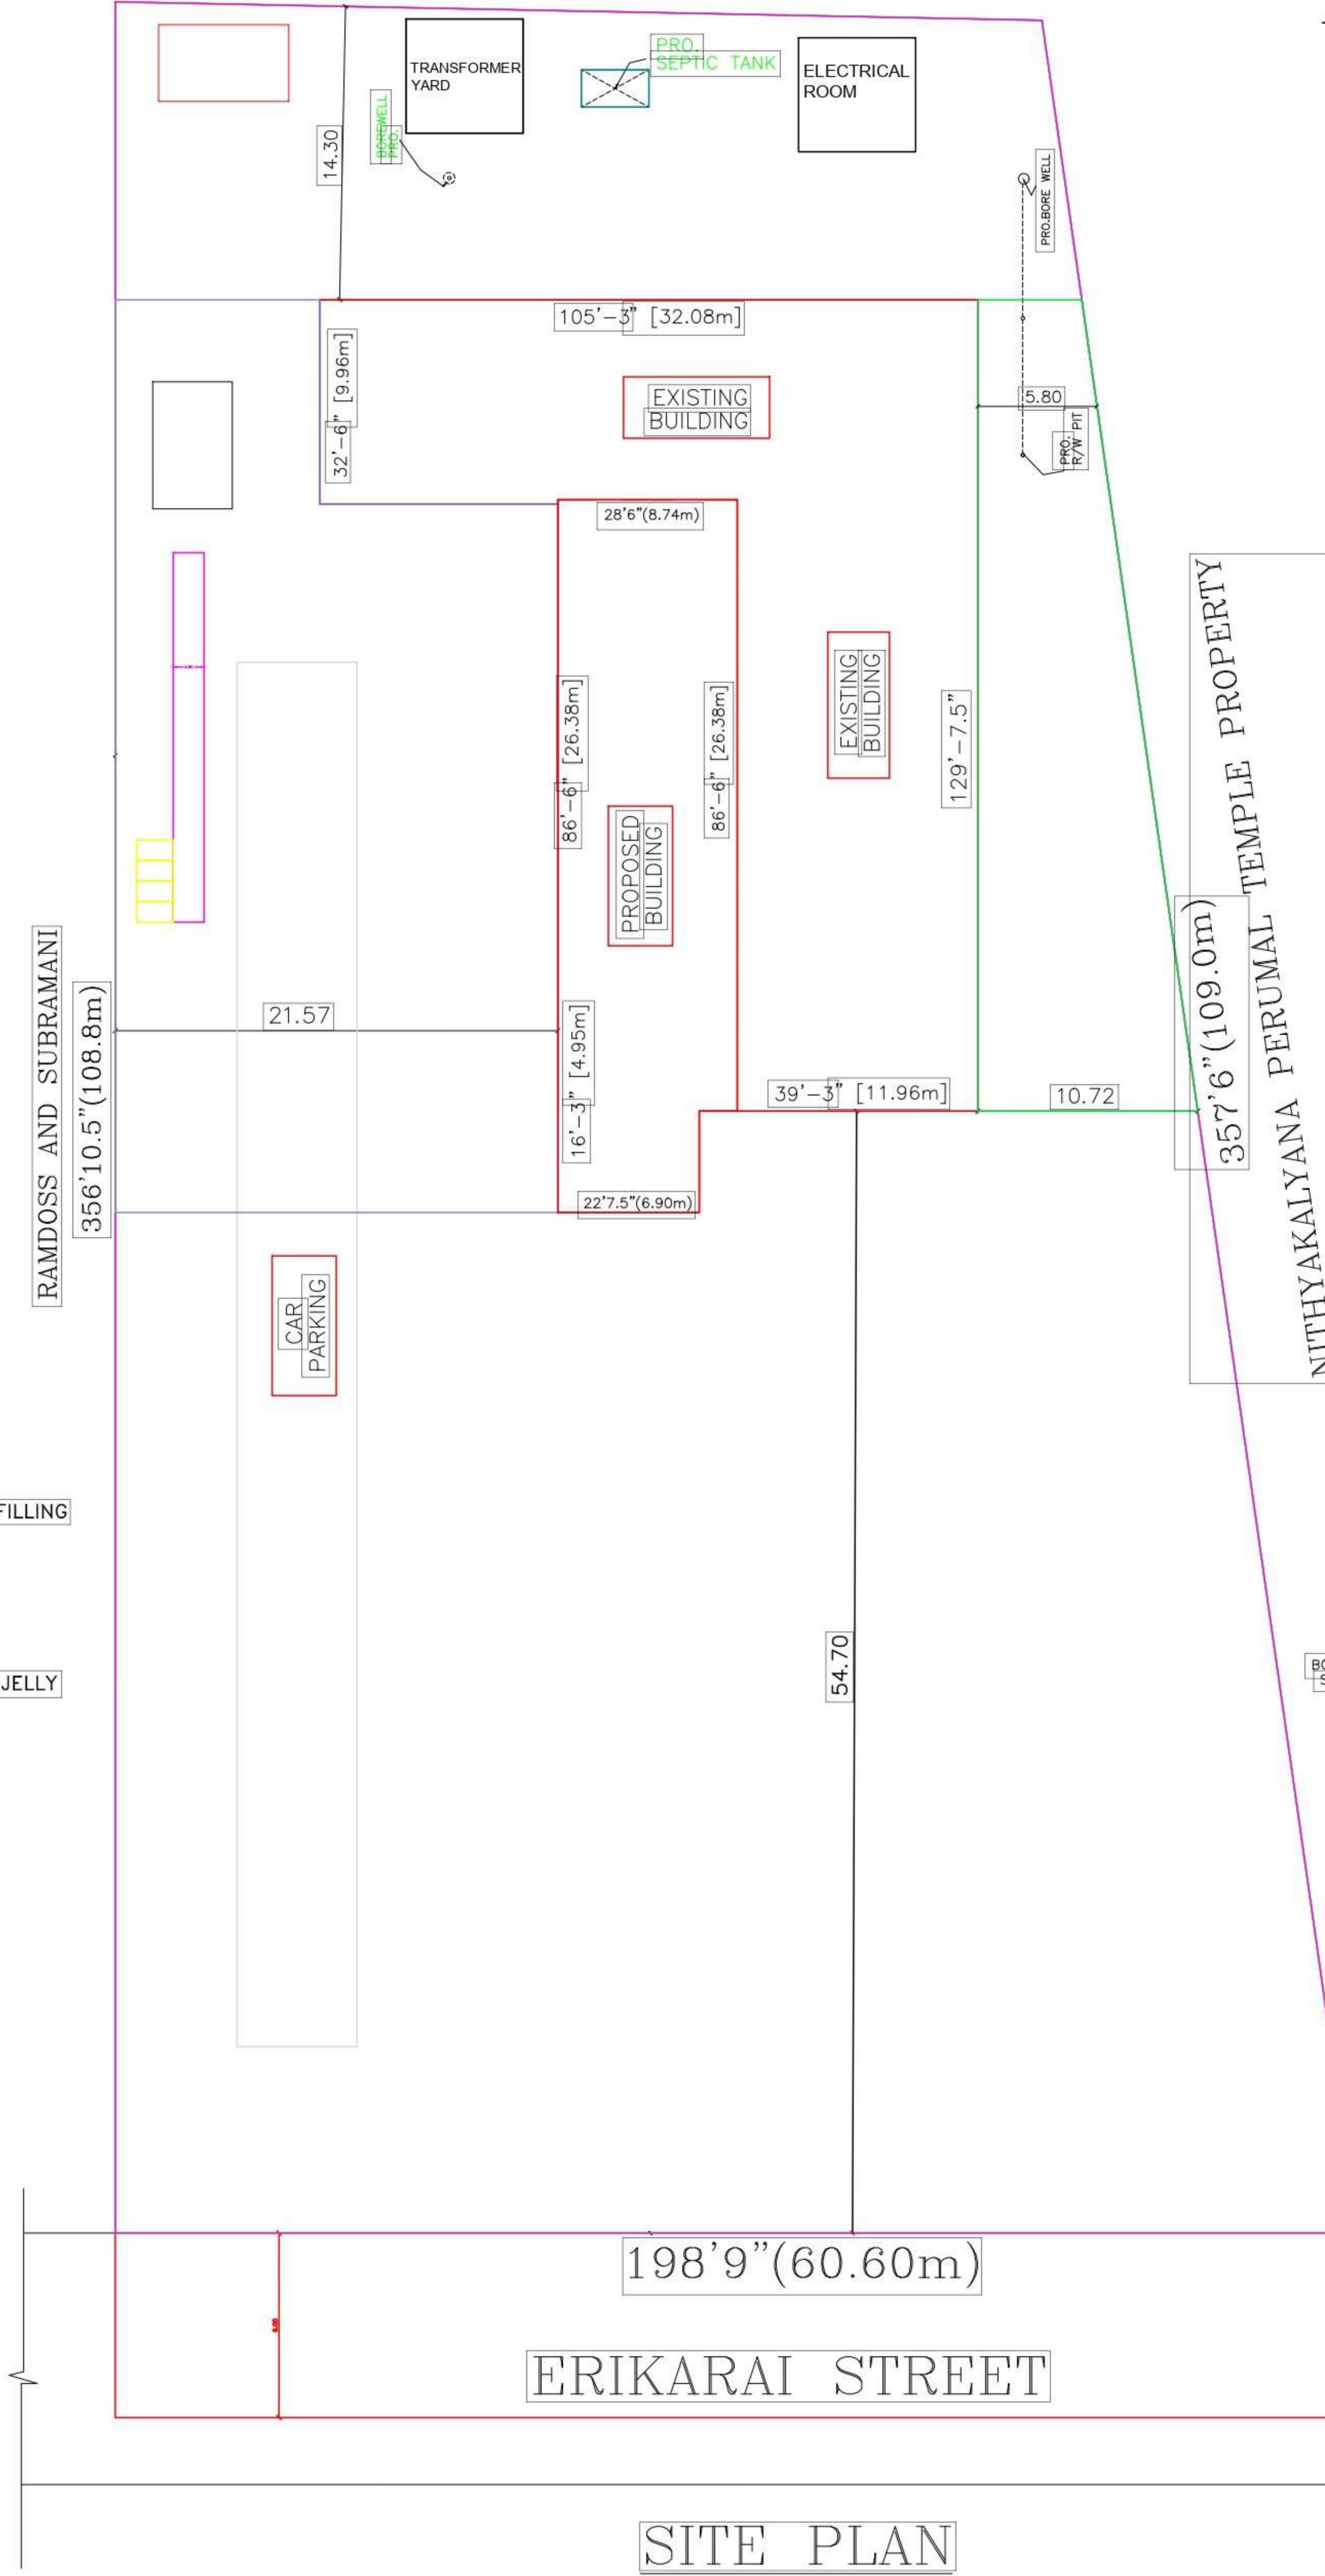 TRANSFORMER
YARD
PRO.
SEPTIC TANK
ELECTRICAL
ROOM
BOREWELL
PRO.
14.30
PRO.BORE WELL
105'-3" [32.08m]
32'-6" [9.96m]
EXISTING
BUILDING
5.80
PRO.
R/W PIT
28'6"(8.74m)
EXISTING
BUILDING
86'-6" [26.38m]
86'-6" [26.38m]
129'-7.5"
PROPOSED
BUILDING
NITHYAKALYANA PERUMAL TEMPLE PROPERTY
357'6"(109.0m)
RAMDOSS AND SUBRAMANI
356'10.5"(108.8m)
21.57
16'-3" [4.95m]
39'-3" [11.96m]
10.72
22'7.5"(6.90m)
CAR
PARKING
FILLING
JELLY
54.70
198'9"(60.60m)
ERIKARAI STREET
SITE PLAN